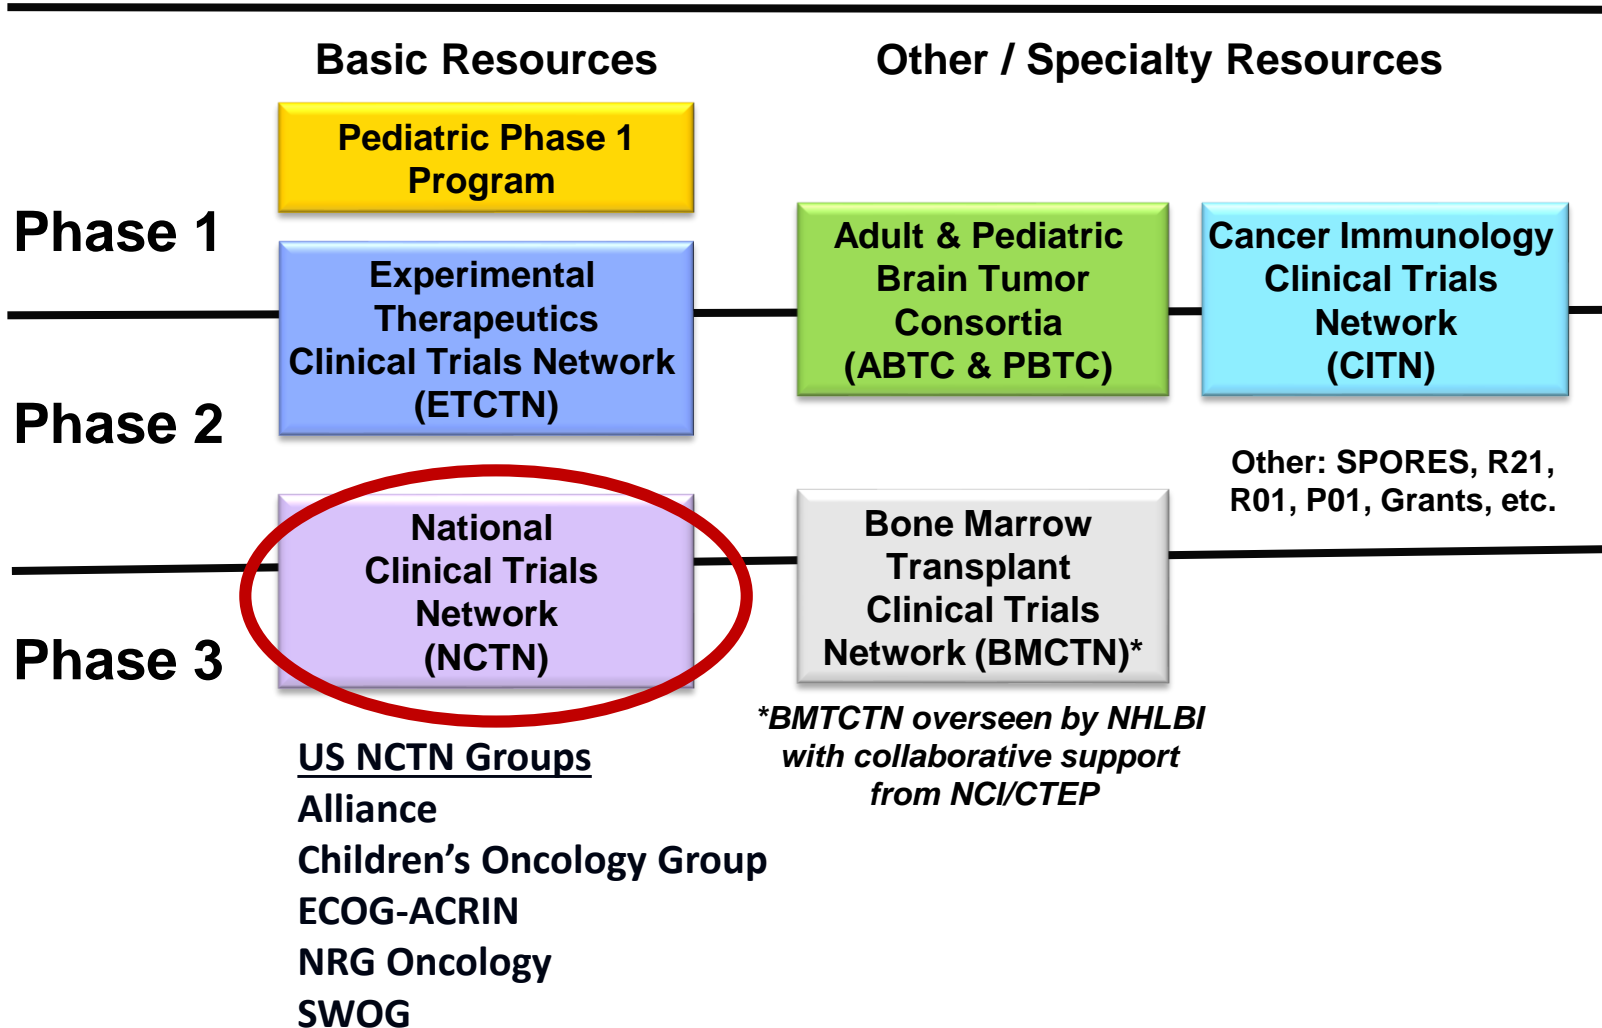 Basic Resources
Other / Specialty Resources
Phase 1
Pediatric Phase 1
Program
Experimental
Therapeutics
Clinical Trials Network
(ETCTN)
Adult & Pediatric
Brain Tumor
Consortia
(ABTC & PBTC)
Cancer Immunology
Clinical Trials
Network
(CITN)
Phase 2
Other: SPORES, R21,
R01, P01, Grants, etc.
Phase 3
National
Clinical Trials
Network
(NCTN)
Bone Marrow
Transplant
Clinical Trials
Network (BMCTN)*
*BMTCTN overseen by NHLBI
with collaborative support
from NCI/CTEP
US NCTN Groups
Alliance
Children’s Oncology Group
ECOG-ACRIN
NRG Oncology
SWOG